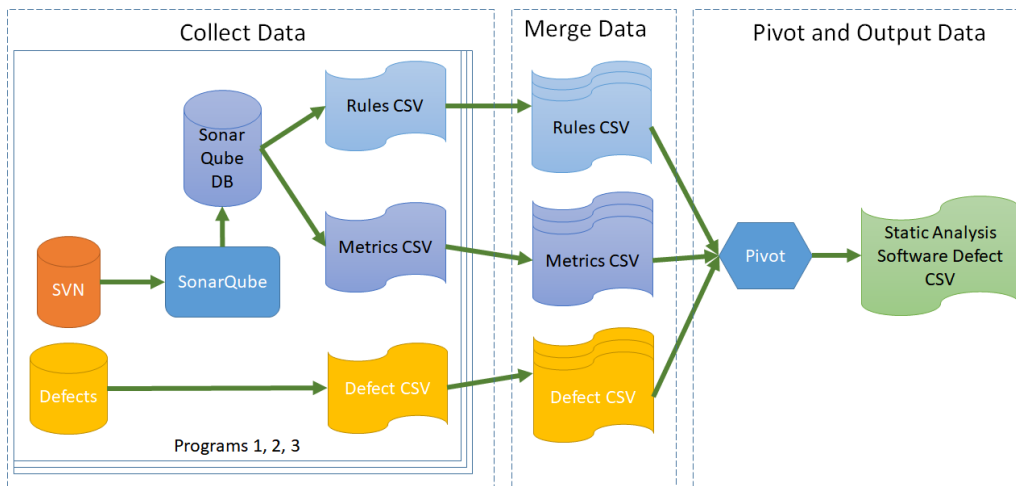 Collect Data
Merge Data
Pivot and Output Data
Rules CSV
Sonar
Qube
DB
Metrics CSV
SVN
SonarQube
Defects
Defect CSV
Programs 1, 2, 3
Rules CSV
Metrics CSV
Defect CSV
Pivot
Static Analysis
Software Defect
CSV